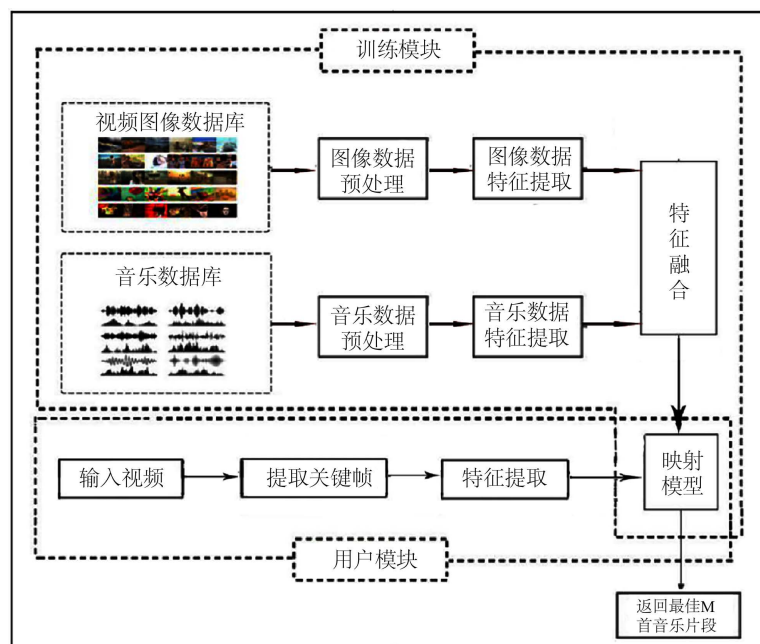 训练模块
视频图像数据库
图像数据
预处理
图像数据
特征提取
特
征
融
合
音乐数据库
音乐数据
预处理
音乐数据
特征提取
输入视频
提取关键帧
特征提取
映射
模型
用户模块
返回最佳M
首音乐片段